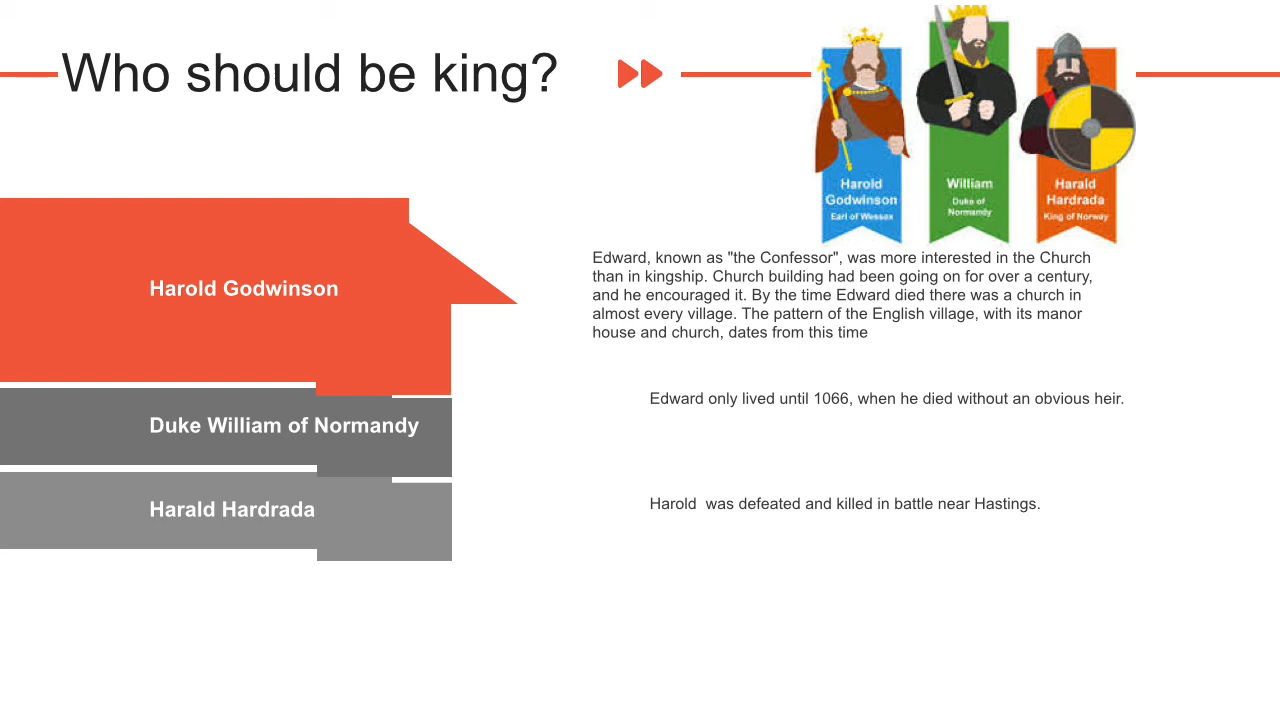 Who should be king?
Harold
Godwinson
Earl of Wessex
William
Duke of
Normandy
Harald
Hardrada
King of Norway
Harold Godwinson
Duke William of Normandy
Harald Hardrada
Edward, known as "the Confessor", was more interested in the Church
than in kingship. Church building had been going on for over a century,
and he encouraged it. By the time Edward died there was a church in
almost every village. The pattern of the English village, with its manor
house and church, dates from this time
Edward only lived until 1066, when he died without an obvious heir.
Harold  was defeated and killed in battle near Hastings.